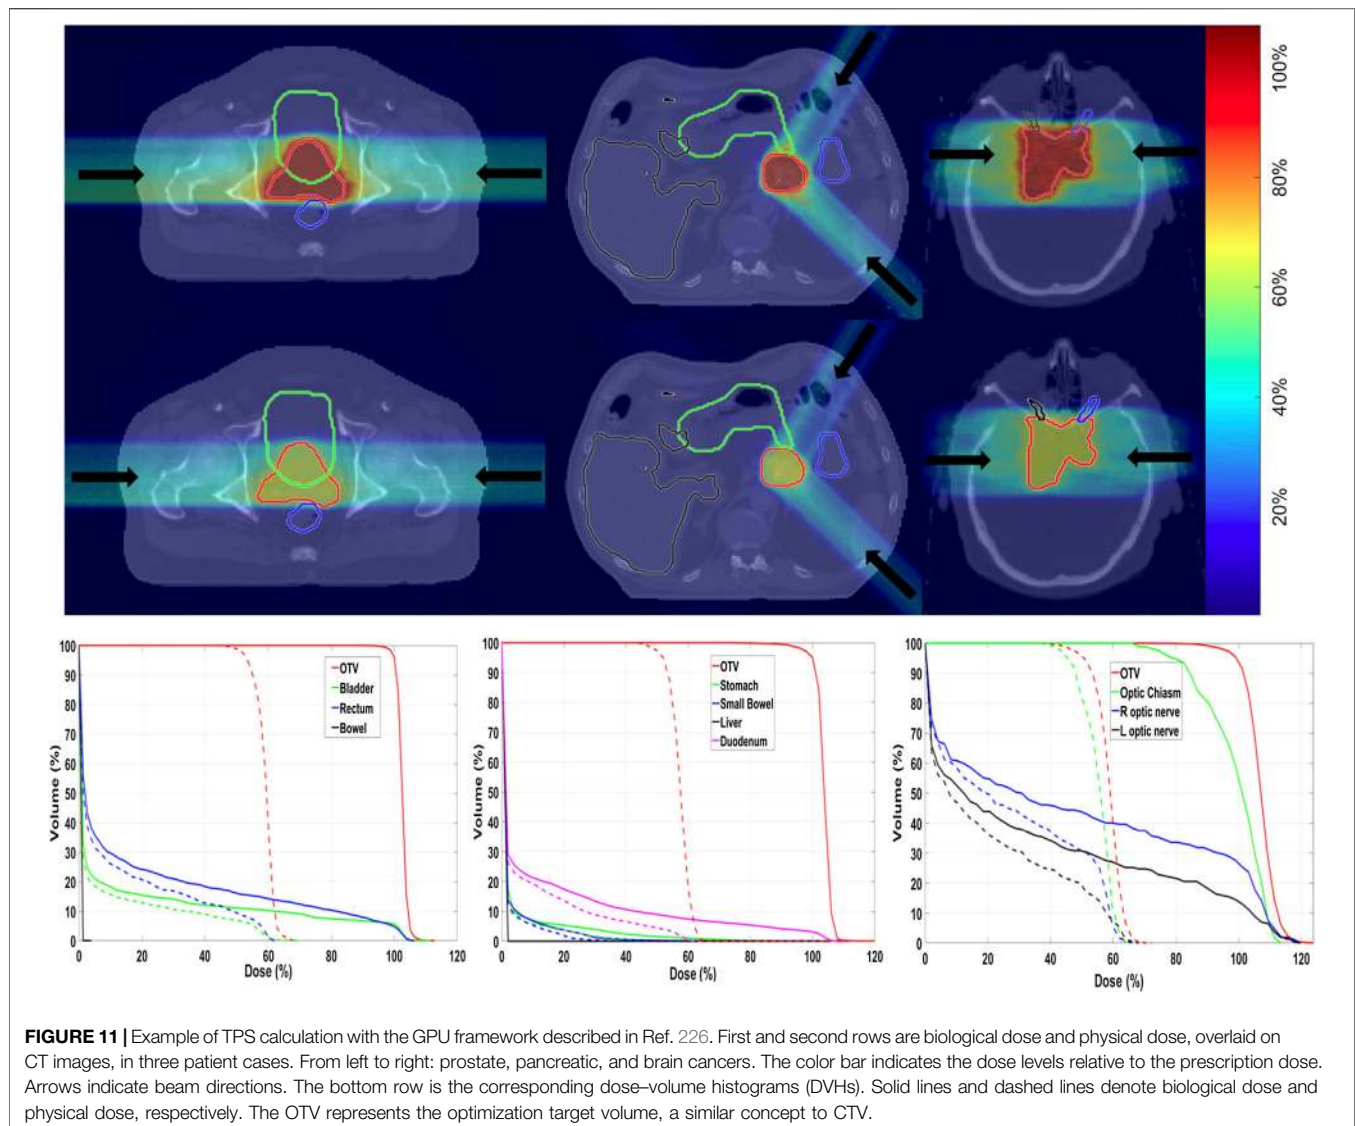 100%
80%
60%
40%
20%
100
90
80
70
60
50
40
30
20
10
0
Volume (%)
OTV
Bladder
Rectum
Bowel
0 20 40 60 80 100 120
Dose (%)
100
90
80
70
60
50
40
30
20
10
0
Volume (%)
OTV
Stomach
Small Bowel
Liver
Duodenum
0 20 40 60 80 100 120
Dose (%)
100
90
80
70
60
50
40
30
20
10
0
Volume (%)
OTV
Optic Chiasm
R optic nerve
L optic nerve
0 20 40 60 80 100 120
Dose (%)
FIGURE 11 | Example of TPS calculation with the GPU framework described in Ref. 226. First and second rows are biological dose and physical dose, overlaid on
CT images, in three patient cases. From left to right: prostate, pancreatic, and brain cancers. The color bar indicates the dose levels relative to the prescription dose.
Arrows indicate beam directions. The bottom row is the corresponding dose–volume histograms (DVHs). Solid lines and dashed lines denote biological dose and
physical dose, respectively. The OTV represents the optimization target volume, a similar concept to CTV.